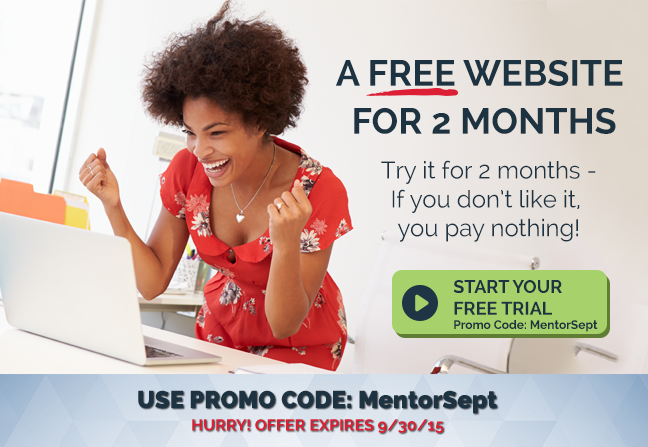 A FREE WEBSITE
FOR 2 MONTHS
Try it for 2 months -
If you don't like it,
you pay nothing!
START YOUR
FREE TRIAL
Promo Code: MentorSept
USE PROMO CODE: MentorSept
HURRY! OFFER EXPIRES 9/30/15